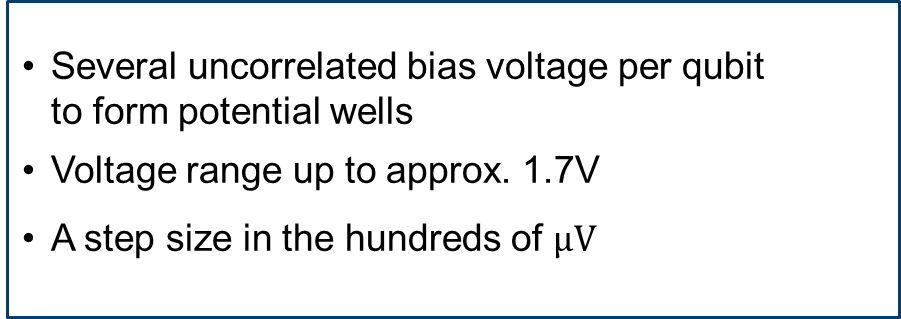 • Several uncorrelated bias voltage per qubit
to form potential wells
• Voltage range up to approx. 1.7V
• A step size in the hundreds of μV